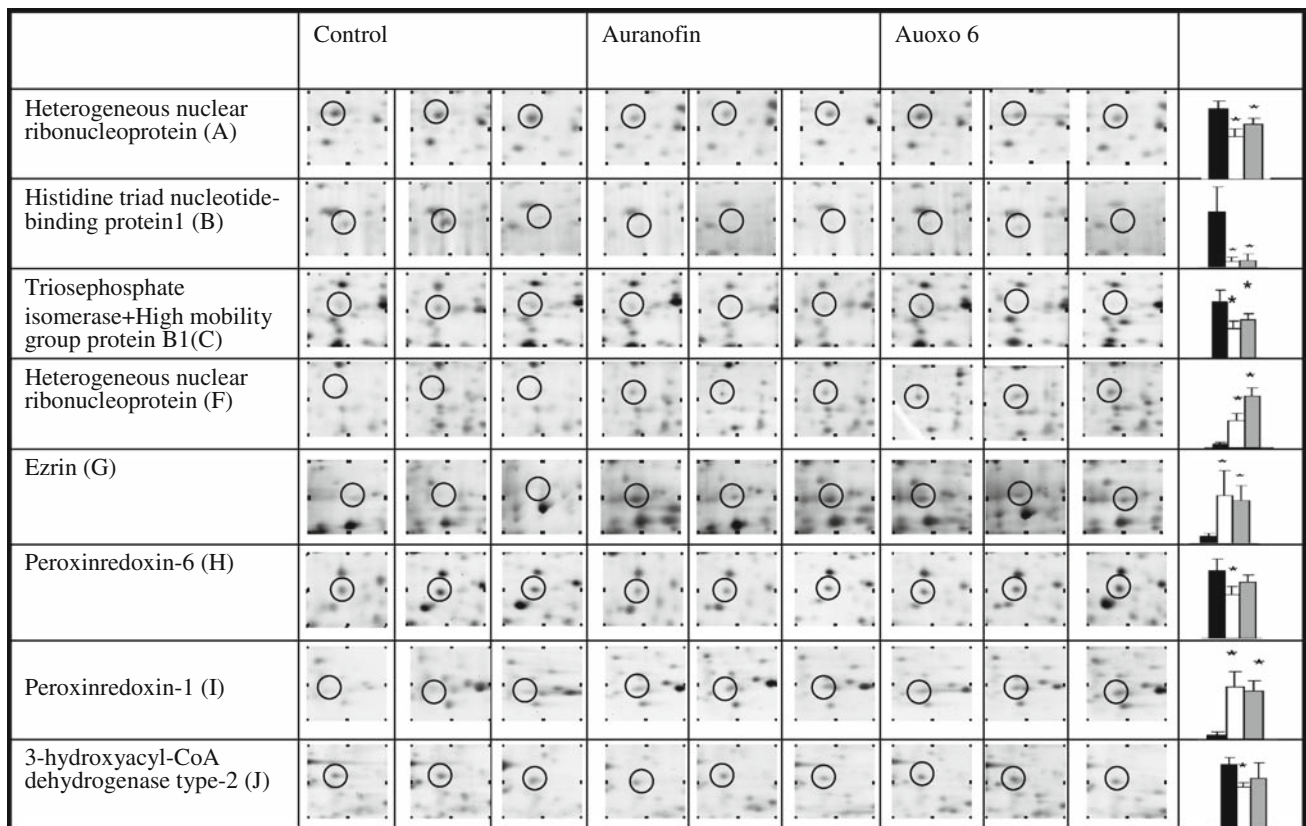 Control Auranofin Auoxo 6
Heterogeneous nuclear
ribonucleoprotein (A)
* *
Histidine triad nucleotide-
binding protein1 (B)
* *
Triosephosphate
isomerase+High mobility
group protein B1(C)
* *
Heterogeneous nuclear
ribonucleoprotein (F)
* *
Ezrin (G)
* *
Peroxinredoxin-6 (H)
*
Peroxinredoxin-1 (I)
* *
3-hydroxyacyl-CoA
dehydrogenase type-2 (J)
*